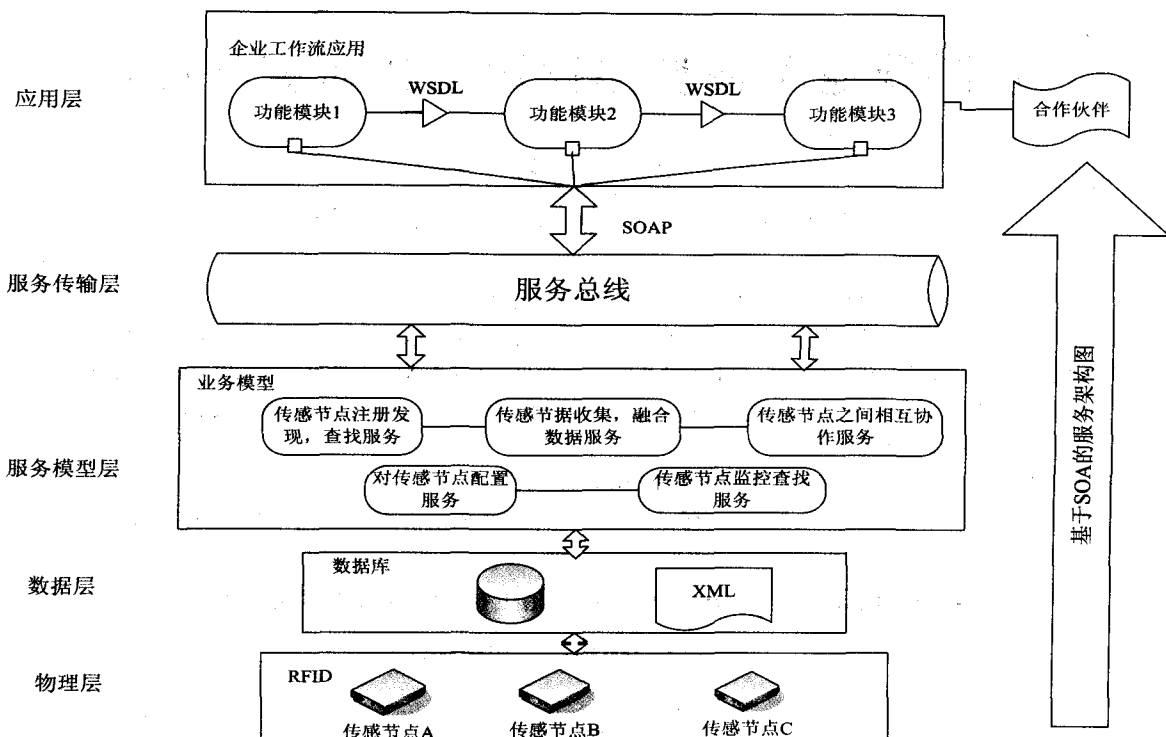 企业工作流应用
应用层
WSDL
WSDL
功能模块1
功能模块2
功能模块3
合作伙伴
SOAP
服务传输层
服务总线
业务模型
传感节点注册发
现，查找服务
传感节据收集，融合
数据服务
传感节点之间相互协
作服务
服务模型层
对传感节点配置
服务
传感节点监控查找
服务
基于SOA的服务架构图
数据库
数据层
XML
物理层
RFID
传感节点A
传感节点B
传感节点C